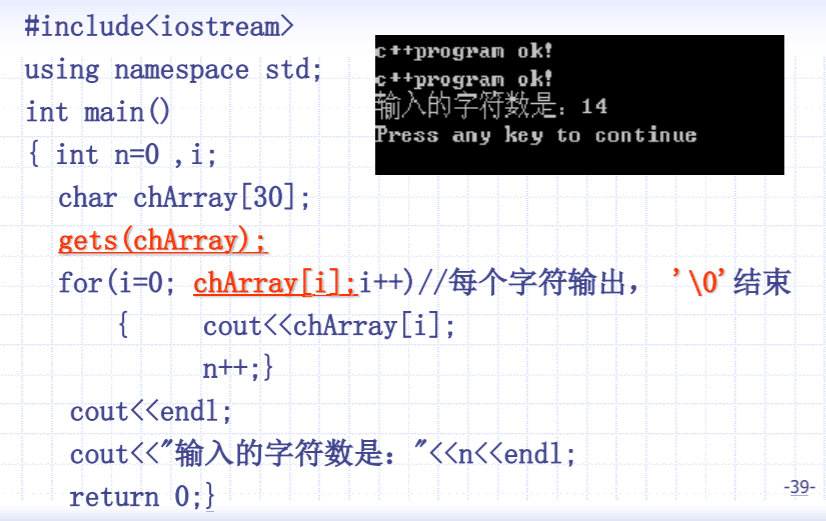 #include<iostream>
using namespace std;
int main()
{ int n=0 ,i;
char chArray[30];
gets(chArray);
for(i=0; chArray[i];i++)//每个字符输出， '\0'结束
{ cout<<chArray[i];
n++;}
cout<<endl;
cout<<"输入的字符数是："<<n<<endl;
return 0;}
c++program ok!
c++program ok!
输入的字符数是：14
Press any key to continue
-39-